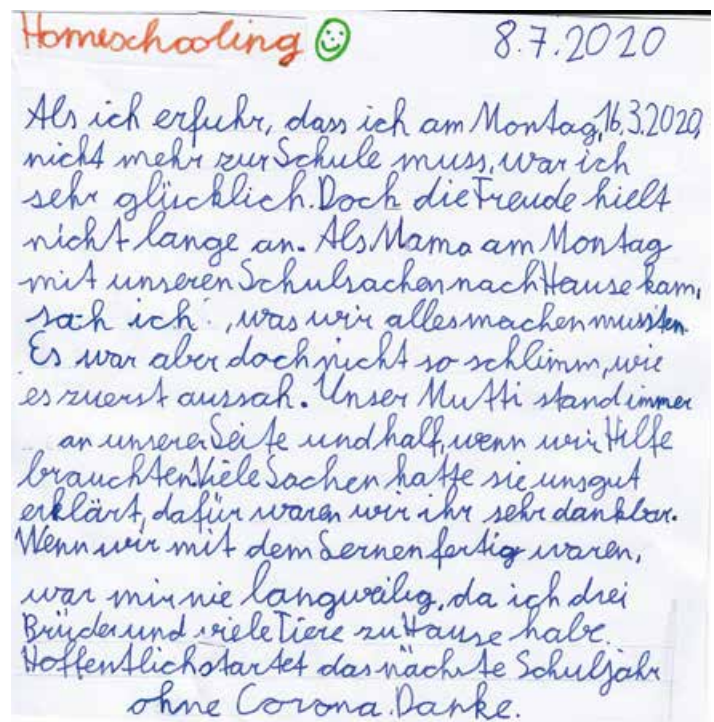 Homeschooling 8.7.2020
Als ich erfuhr, dass ich am Montag, 16.3.2020,
nicht mehr zur Schule muss, war ich
sehr glücklich. Doch die Freude hielt
nicht lange an. Als Mama am Montag
mit unseren Schulsachen nach Hause kam,
sah ich, was wir alles machen mussten.
Es war aber doch nicht so schlimm, wie
es zuerst aussah. Unser Mutti stand immer
an unserer Seite und half, wenn wir Hilfe
brauchten. Viele Sachen hatte sie uns gut
erklärt, dafür waren wir ihr sehr dankbar.
Wenn wir mit dem Lernen fertig waren,
war mir nie langweilig, da ich drei
Brüder und viele Tiere zu Hause habe.
Hoffentlich startet das nächste Schuljahr
ohne Corona. Danke.